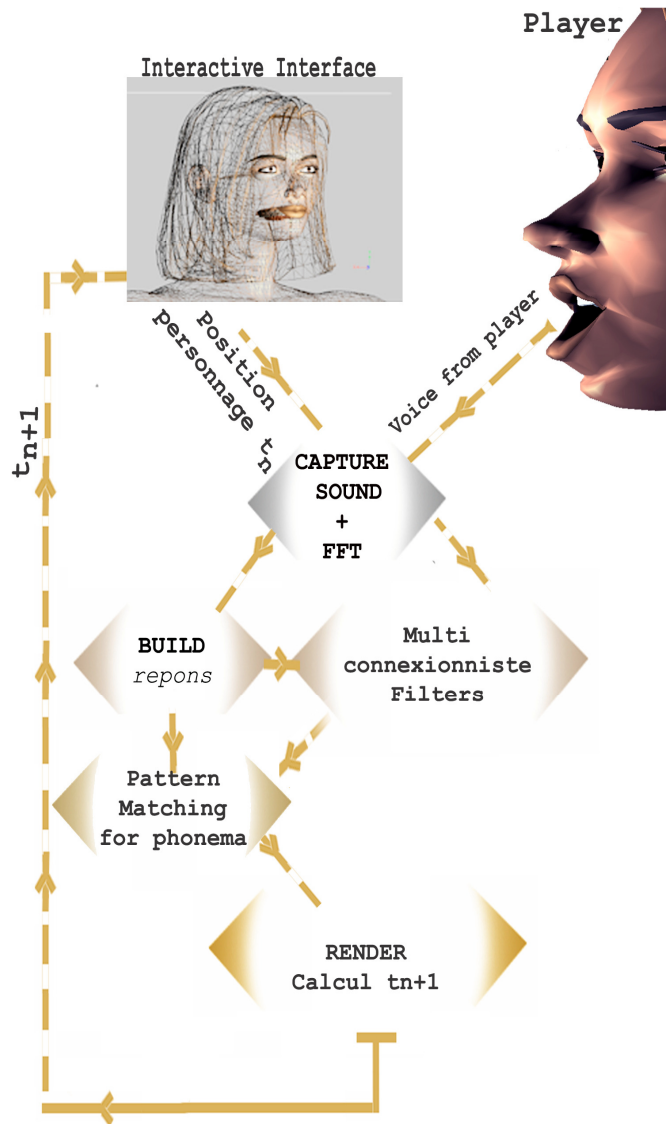 Player
Interactive Interface
Position
personnage tn
Voice from player
tn+1
CAPTURE
SOUND
+
FFT
BUILD
repons
Multi
connexionniste
Filters
Pattern
Matching
for phonema
RENDER
Calcul tn+1